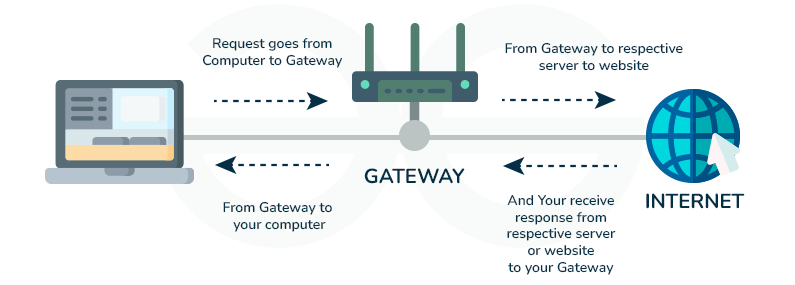 Request goes from
Computer to Gateway
From Gateway to respective
server to website
GATEWAY
INTERNET
From Gateway to
your computer
And Your receive
response from
respective server
or website
to your Gateway